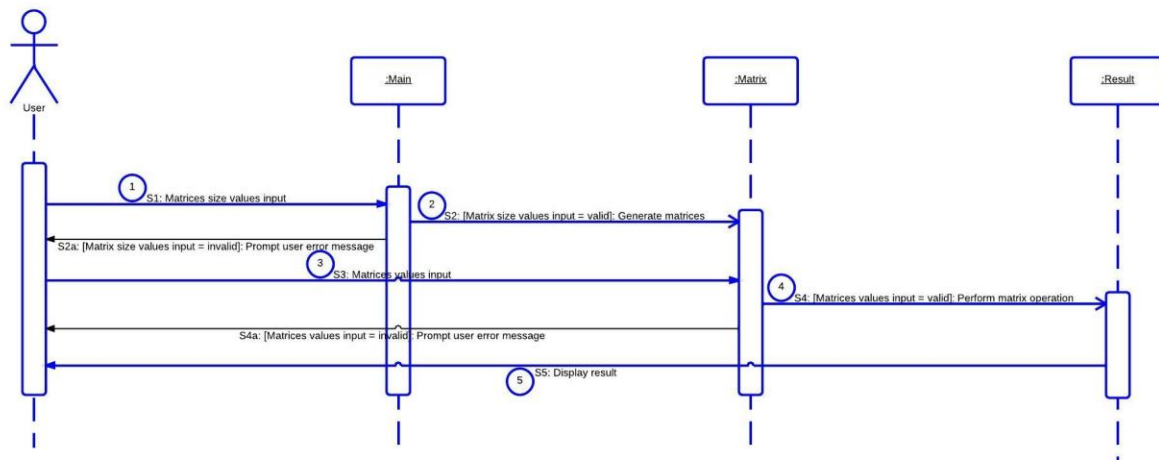 :Main
:Matrix
:Result
User
1
S1: Matrices size values input
2
S2: [Matrix size values input = valid]: Generate matrices
S2a: [Matrix size values input = invalid]: Prompt user error message
3
S3: Matrices values input
4
S4: [Matrices values input = valid]: Perform matrix operation
S4a: [Matrices values input = invalid]: Prompt user error message
5
S5: Display result